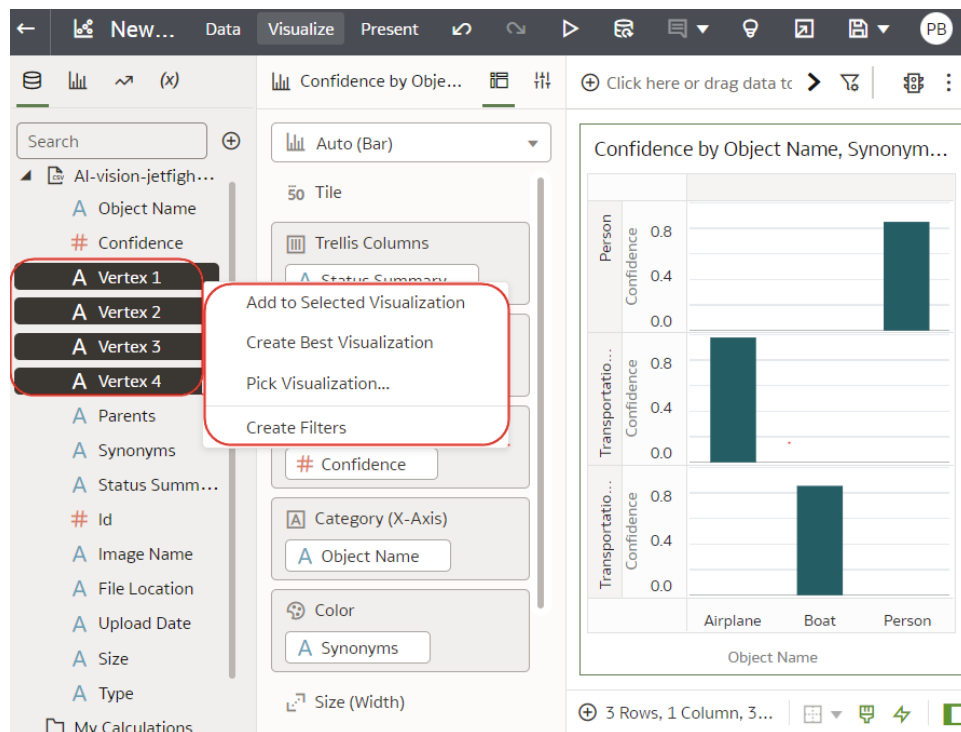 New...
Data
Visualize
Present
PB
(x)
Confidence by Obje...
Click here or drag data tc
Search
AI-vision-jetfigh...
CSV
A Object Name
# Confidence
A Vertex 1
A Vertex 2
A Vertex 3
A Vertex 4
A Parents
A Synonyms
A Status Summ...
# Id
A Image Name
A File Location
A Upload Date
A Size
A Type
My Calculations
Auto (Bar)
50 Tile
Trellis Columns
A Status Summary
Add to Selected Visualization
Create Best Visualization
Pick Visualization...
Create Filters
# Confidence
A Category (X-Axis)
A Object Name
Color
A Synonyms
Size (Width)
Confidence by Object Name, Synonym...
Person
Confidence
0.8
0.4
0.0
Transportatio...
Confidence
0.8
0.4
0.0
Transportatio...
Confidence
0.8
0.4
0.0
Airplane Boat Person
Object Name
3 Rows, 1 Column, 3...